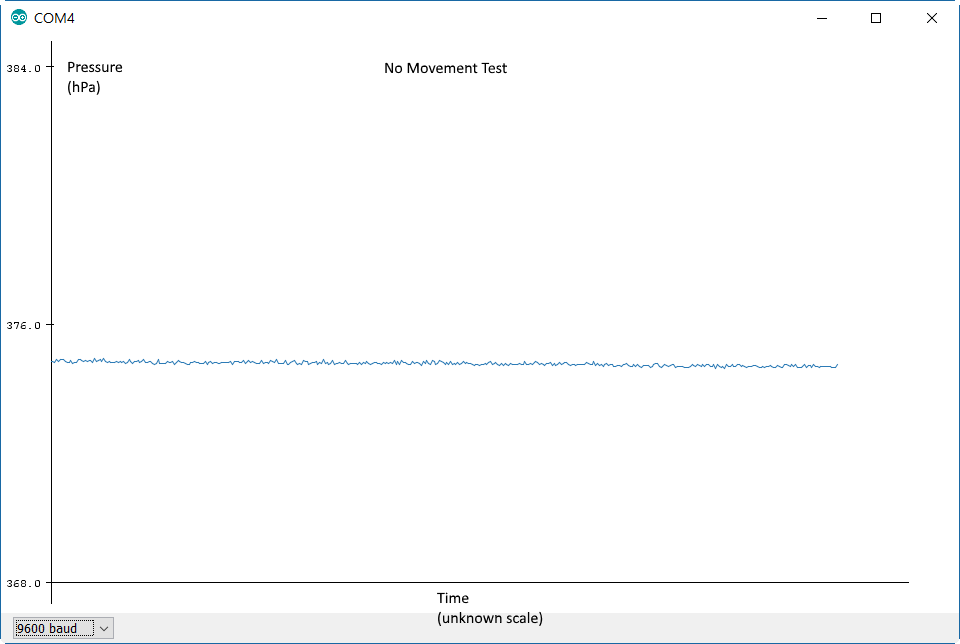 COM4
384.0
Pressure
(hPa)
No Movement Test
376.0
368.0
Time
(unknown scale)
9600 baud